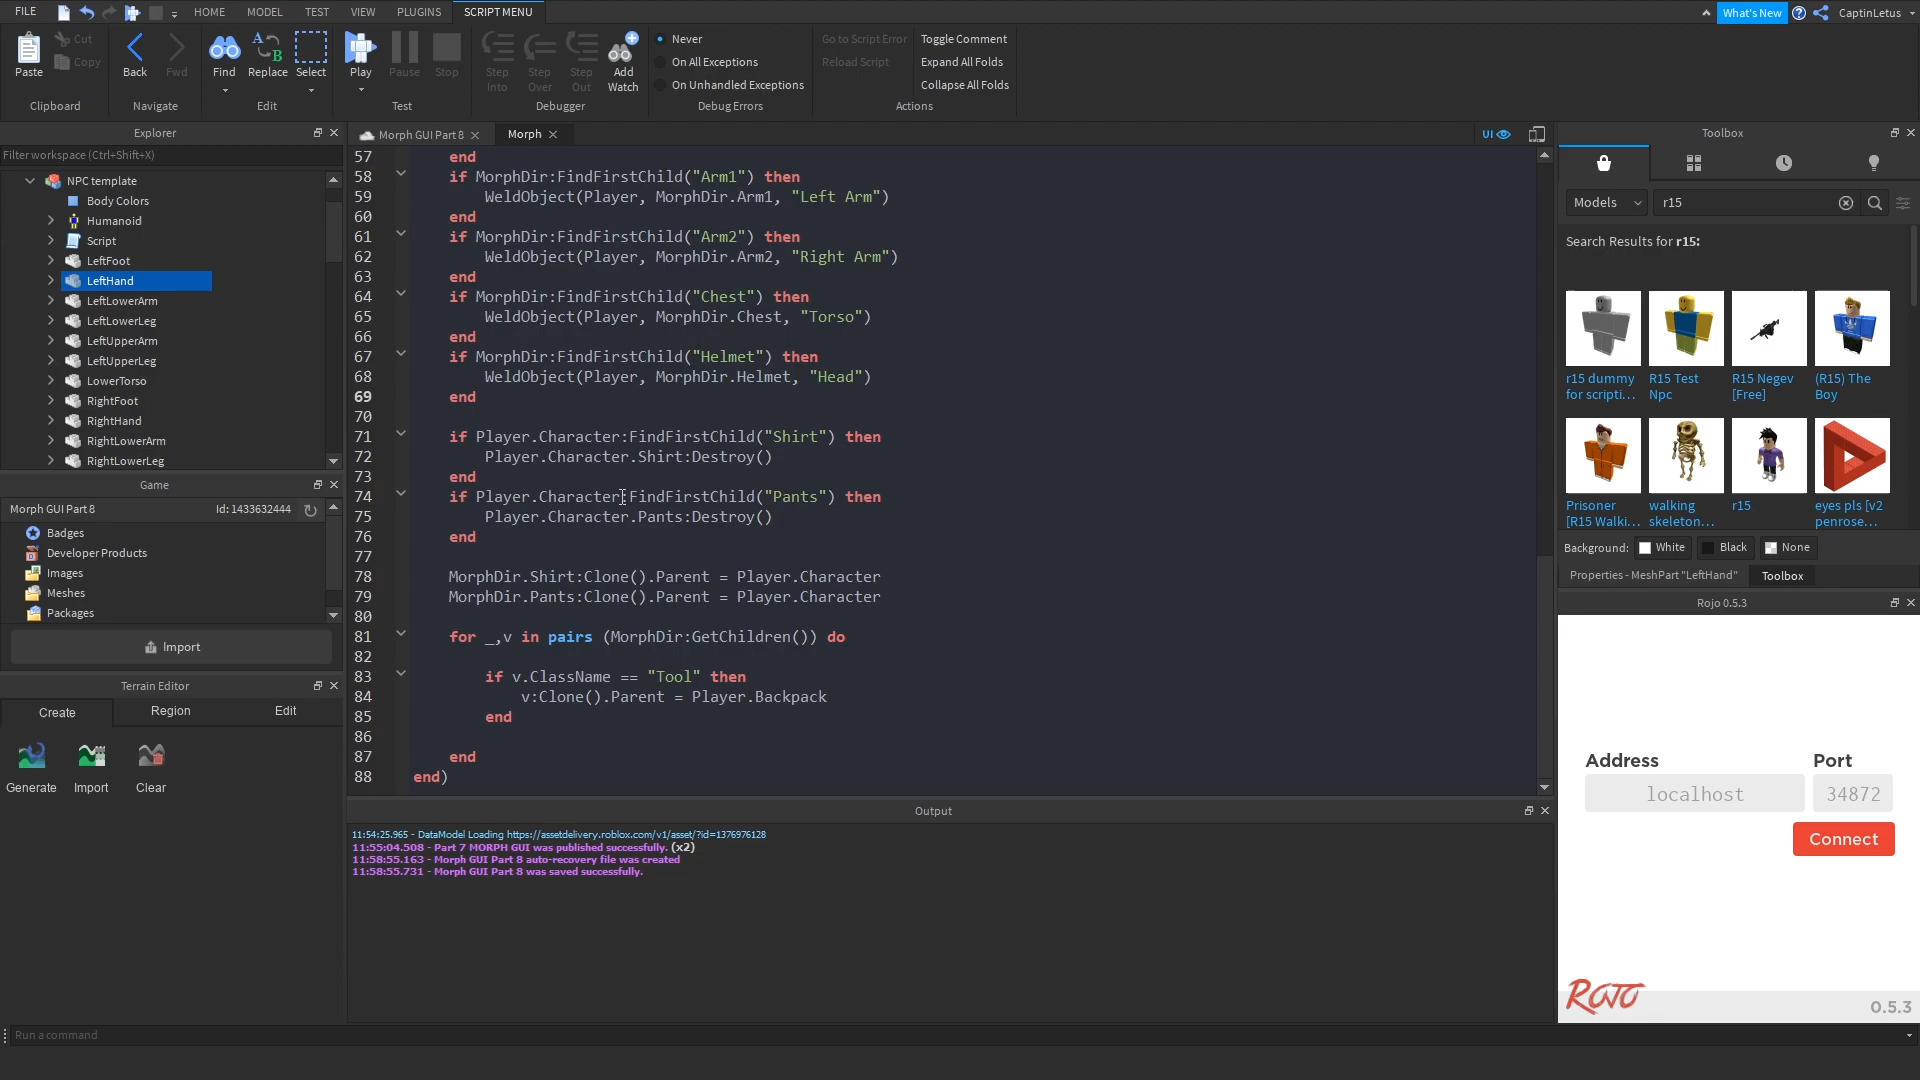 FILE HOME MODEL TEST VIEW PLUGINS SCRIPT MENU What's New CaptinLetus
Paste Cut Copy Back Fwd Find Replace Select Play Pause Stop Step Into Step Over Step Out Add Watch
Never
On All Exceptions
On Unhandled Exceptions
Go to Script Error
Reload Script
Toggle Comment
Expand All Folds
Collapse All Folds
Clipboard Navigate Edit Test Debugger Debug Errors Actions
Explorer
Filter workspace (Ctrl+Shift+X)
NPC template
Body Colors
Humanoid
Script
LeftFoot
LeftHand
LeftLowerArm
LeftLowerLeg
LeftUpperArm
LeftUpperLeg
LowerTorso
RightFoot
RightHand
RightLowerArm
RightLowerLeg
Game
Morph GUI Part 8 Id: 1433632444
Badges
Developer Products
Images
Meshes
Packages
Import
Terrain Editor
Create Region Edit
Generate Import Clear
Morph GUI Part 8 Morph UI
57 end
58 if MorphDir:FindFirstChild("Arm1") then
59 WeldObject(Player, MorphDir.Arm1, "Left Arm")
60 end
61 if MorphDir:FindFirstChild("Arm2") then
62 WeldObject(Player, MorphDir.Arm2, "Right Arm")
63 end
64 if MorphDir:FindFirstChild("Chest") then
65 WeldObject(Player, MorphDir.Chest, "Torso")
66 end
67 if MorphDir:FindFirstChild("Helmet") then
68 WeldObject(Player, MorphDir.Helmet, "Head")
69 end
70
71 if Player.Character:FindFirstChild("Shirt") then
72 Player.Character.Shirt:Destroy()
73 end
74 if Player.Character:FindFirstChild("Pants") then
75 Player.Character.Pants:Destroy()
76 end
77
78 MorphDir.Shirt:Clone().Parent = Player.Character
79 MorphDir.Pants:Clone().Parent = Player.Character
80
81 for _,v in pairs (MorphDir:GetChildren()) do
82
83 if v.ClassName == "Tool" then
84 v:Clone().Parent = Player.Backpack
85 end
86
87 end
88 end)
Output
11:54:25.965 - DataModel Loading https://assetdelivery.roblox.com/v1/asset/?id=1376976128
11:55:04.508 - Part 7 MORPH GUI was published successfully. (x2)
11:58:55.163 - Morph GUI Part 8 auto-recovery file was created
11:58:55.731 - Morph GUI Part 8 was saved successfully.
Run a command
Toolbox
Models r15
Search Results for r15:
r15 dummy for scripti...
R15 Test Npc
R15 Negev [Free]
(R15) The Boy
Prisoner [R15 Walki...
walking skeleton...
r15
eyes pls [v2 penrose...
Background: White Black None
Properties - MeshPart "LeftHand" Toolbox
Rojo 0.5.3
Address Port
localhost 34872
Connect
ROJO 0.5.3